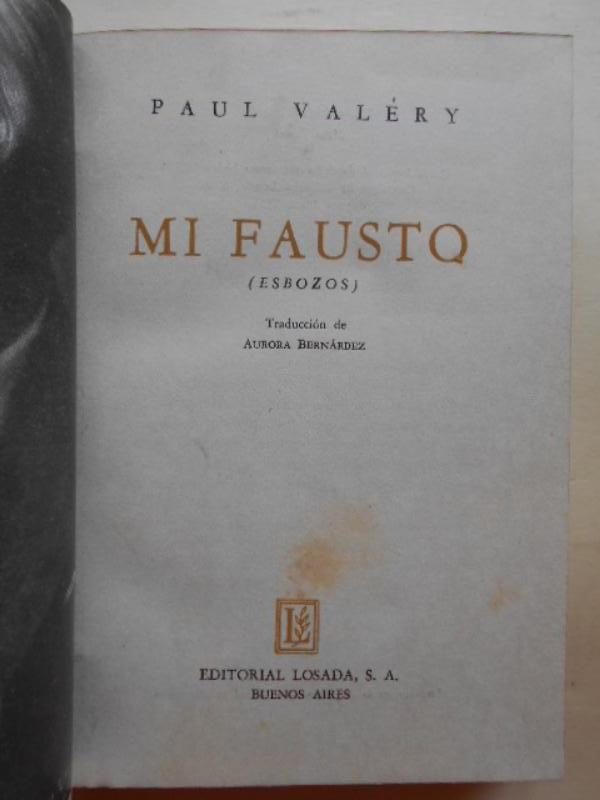 PAUL VALÉRY
MI FAUSTO
(ESBOZOS)
Traducción de
AURORA BERNÁRDEZ
L
EDITORIAL LOSADA, S. A.
BUENOS AIRES